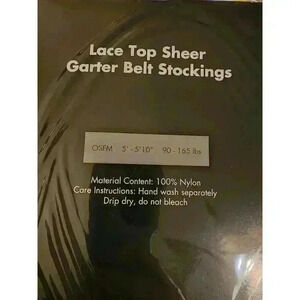 Lace Top Sheer
Garter Belt Stockings
OSFM 5' - 5'10" 90 - 165 lbs
Material Content: 100% Nylon
Care Instructions: Hand wash separately
Drip dry, do not bleach